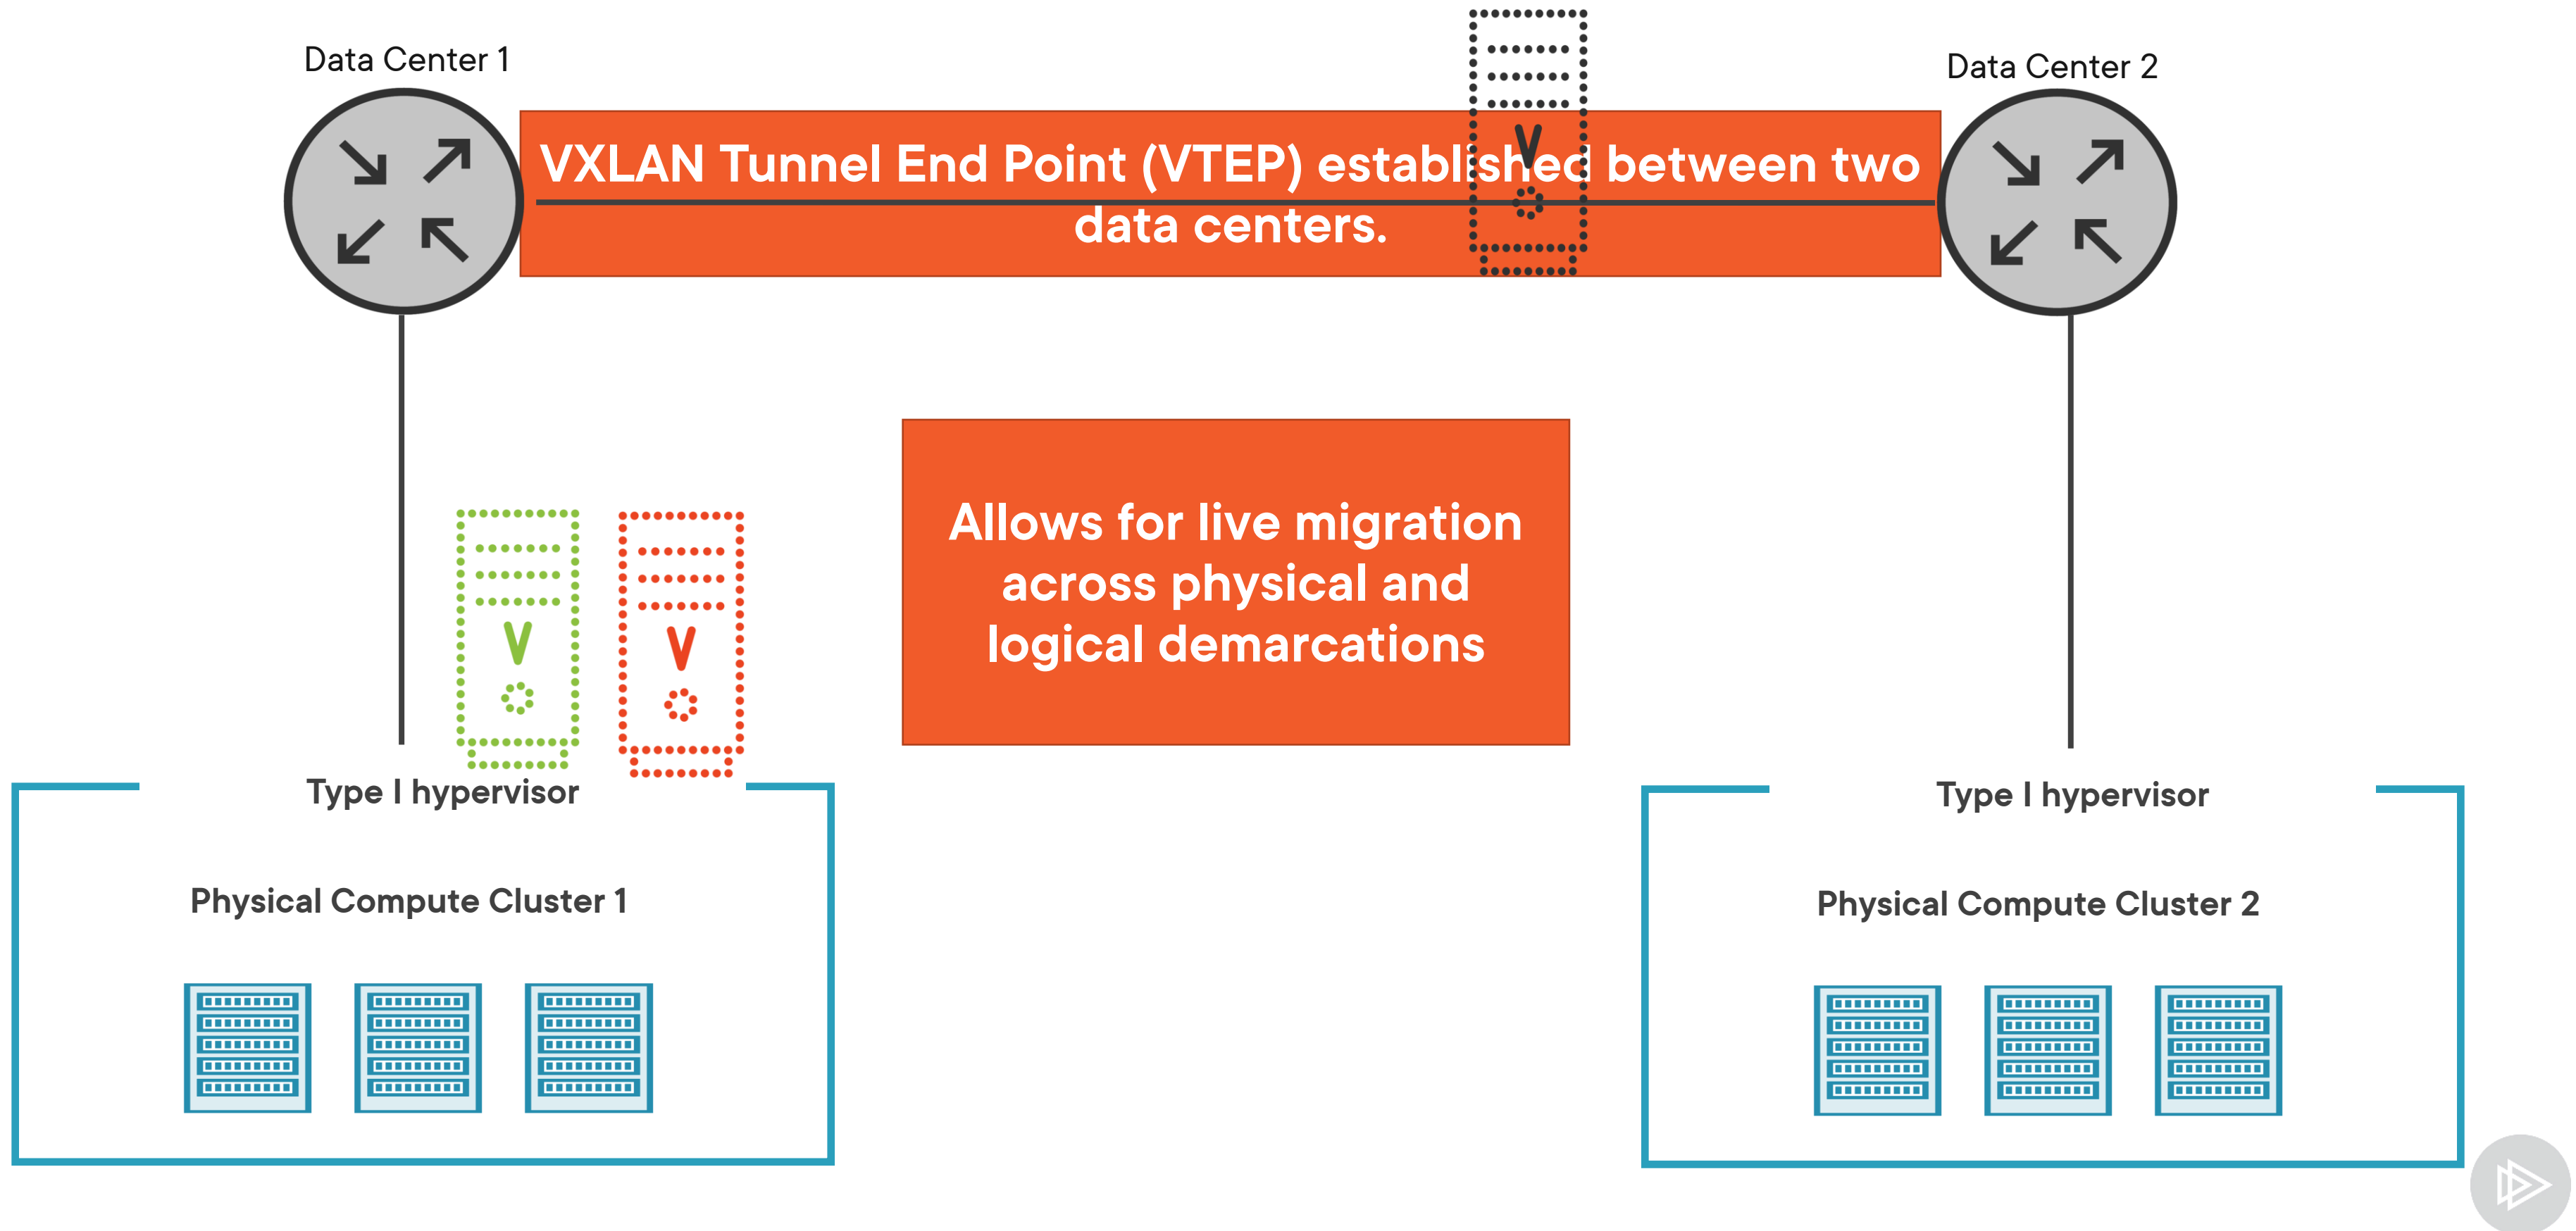 Data Center 1
Data Center 2
VXLAN Tunnel End Point (VTEP) established between two
data centers.
Allows for live migration
across physical and
logical demarcations
V
V
V
Type I hypervisor
Physical Compute Cluster 1
Type I hypervisor
Physical Compute Cluster 2